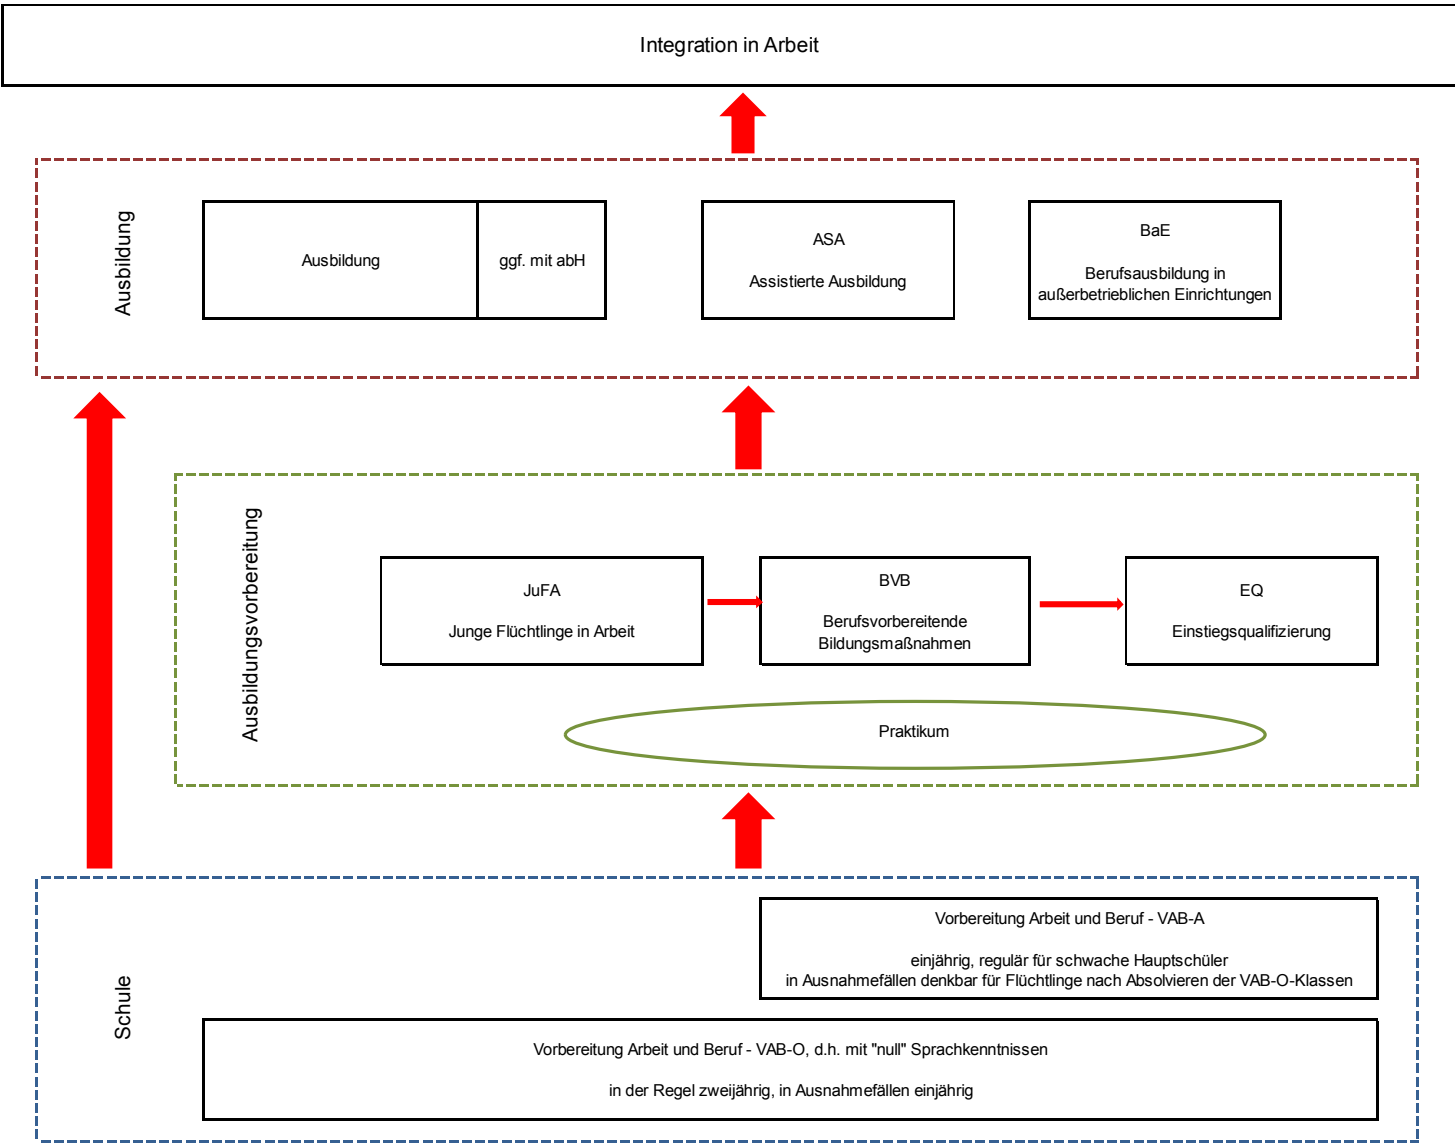 Integration in Arbeit
Ausbildung
Ausbildung
ggf. mit abH
ASA
Assistierte Ausbildung
BaE
Berufsausbildung in
außerbetrieblichen Einrichtungen
Ausbildungsvorbereitung
JuFA
Junge Flüchtlinge in Arbeit
BVB
Berufsvorbereitende
Bildungsmaßnahmen
EQ
Einstiegsqualifizierung
Praktikum
Schule
Vorbereitung Arbeit und Beruf - VAB-A
einjährig, regulär für schwache Hauptschüler
in Ausnahmefällen denkbar für Flüchtlinge nach Absolvieren der VAB-O-Klassen
Vorbereitung Arbeit und Beruf - VAB-O, d.h. mit "null" Sprachkenntnissen
in der Regel zweijährig, in Ausnahmefällen einjährig